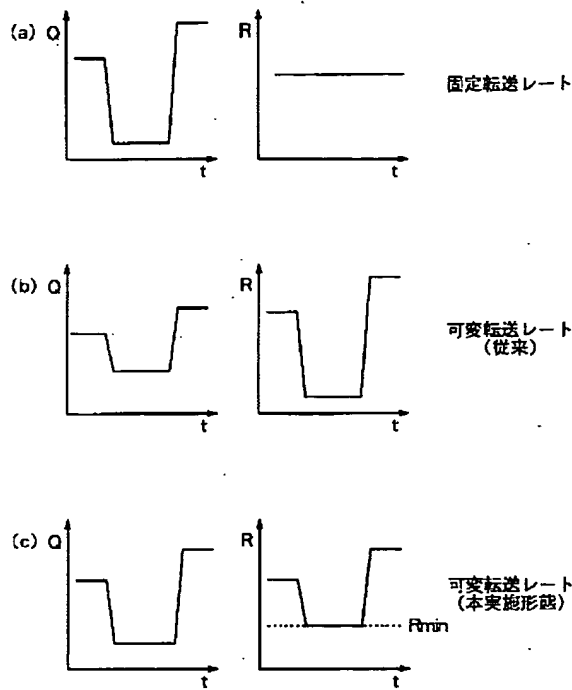 (a) Q
R
固定転送レート
t
t
(b) Q
R
可変転送レート
(従来)
t
t
(c) Q
R
可変転送レート
(本実施形態)
Rmin
t
t